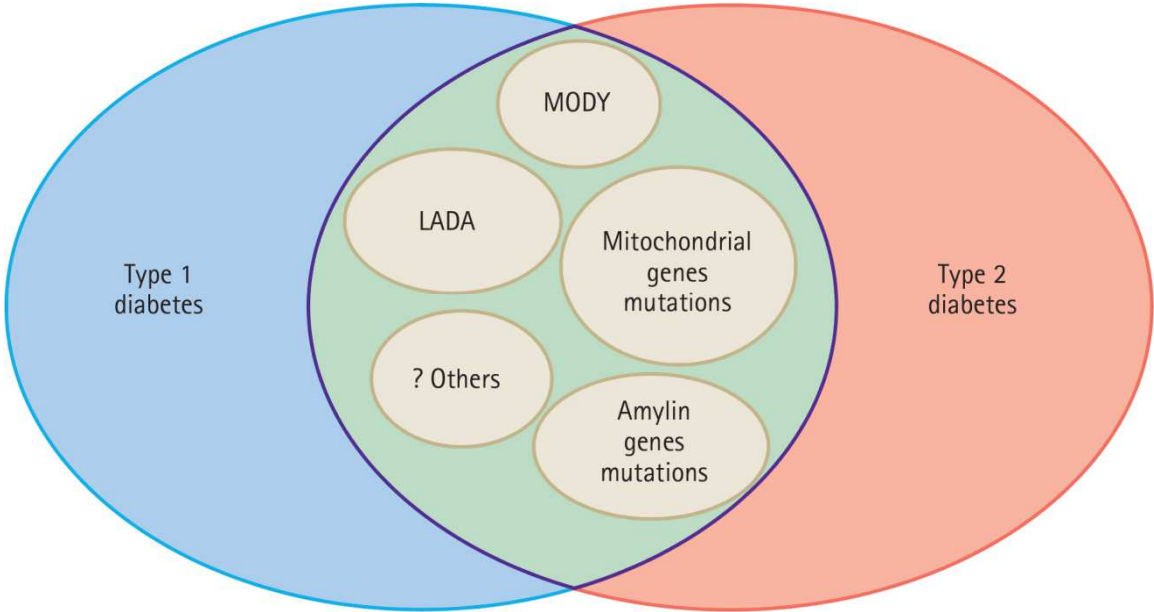 MODY
LADA
Mitochondrial
genes
mutations
Type 1
diabetes
Type 2
diabetes
? Others
Amylin
genes
mutations